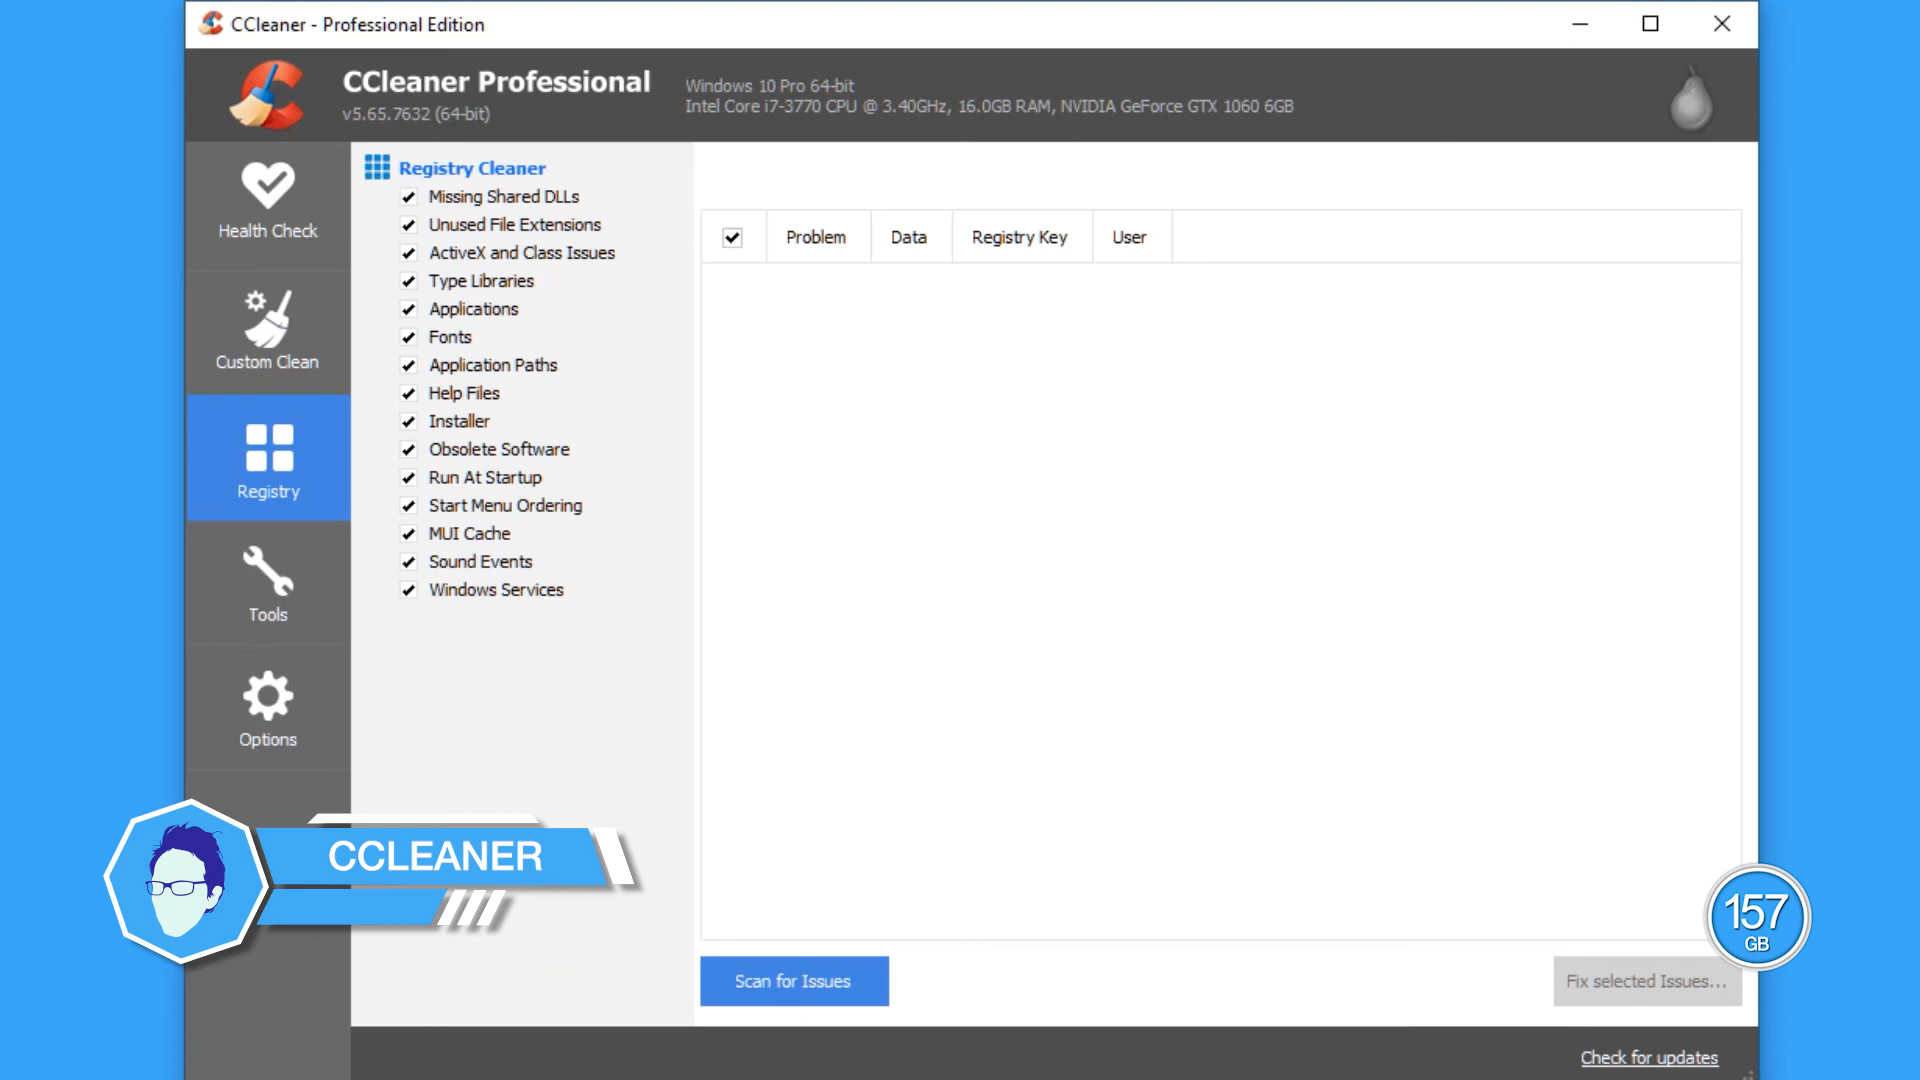 CCleaner - Professional Edition
CCleaner Professional
v5.65.7632 (64-bit)
Windows 10 Pro 64-bit
Intel Core i7-3770 CPU @ 3.40GHz, 16.0GB RAM, NVIDIA GeForce GTX 1060 6GB
Health Check
Custom Clean
Registry
Tools
Options
Registry Cleaner
Missing Shared DLLs
Unused File Extensions
ActiveX and Class Issues
Type Libraries
Applications
Fonts
Application Paths
Help Files
Installer
Obsolete Software
Run At Startup
Start Menu Ordering
MUI Cache
Sound Events
Windows Services
Problem Data Registry Key User
CCLEANER
157
GB
Scan for Issues
Fix selected Issues...
Check for updates